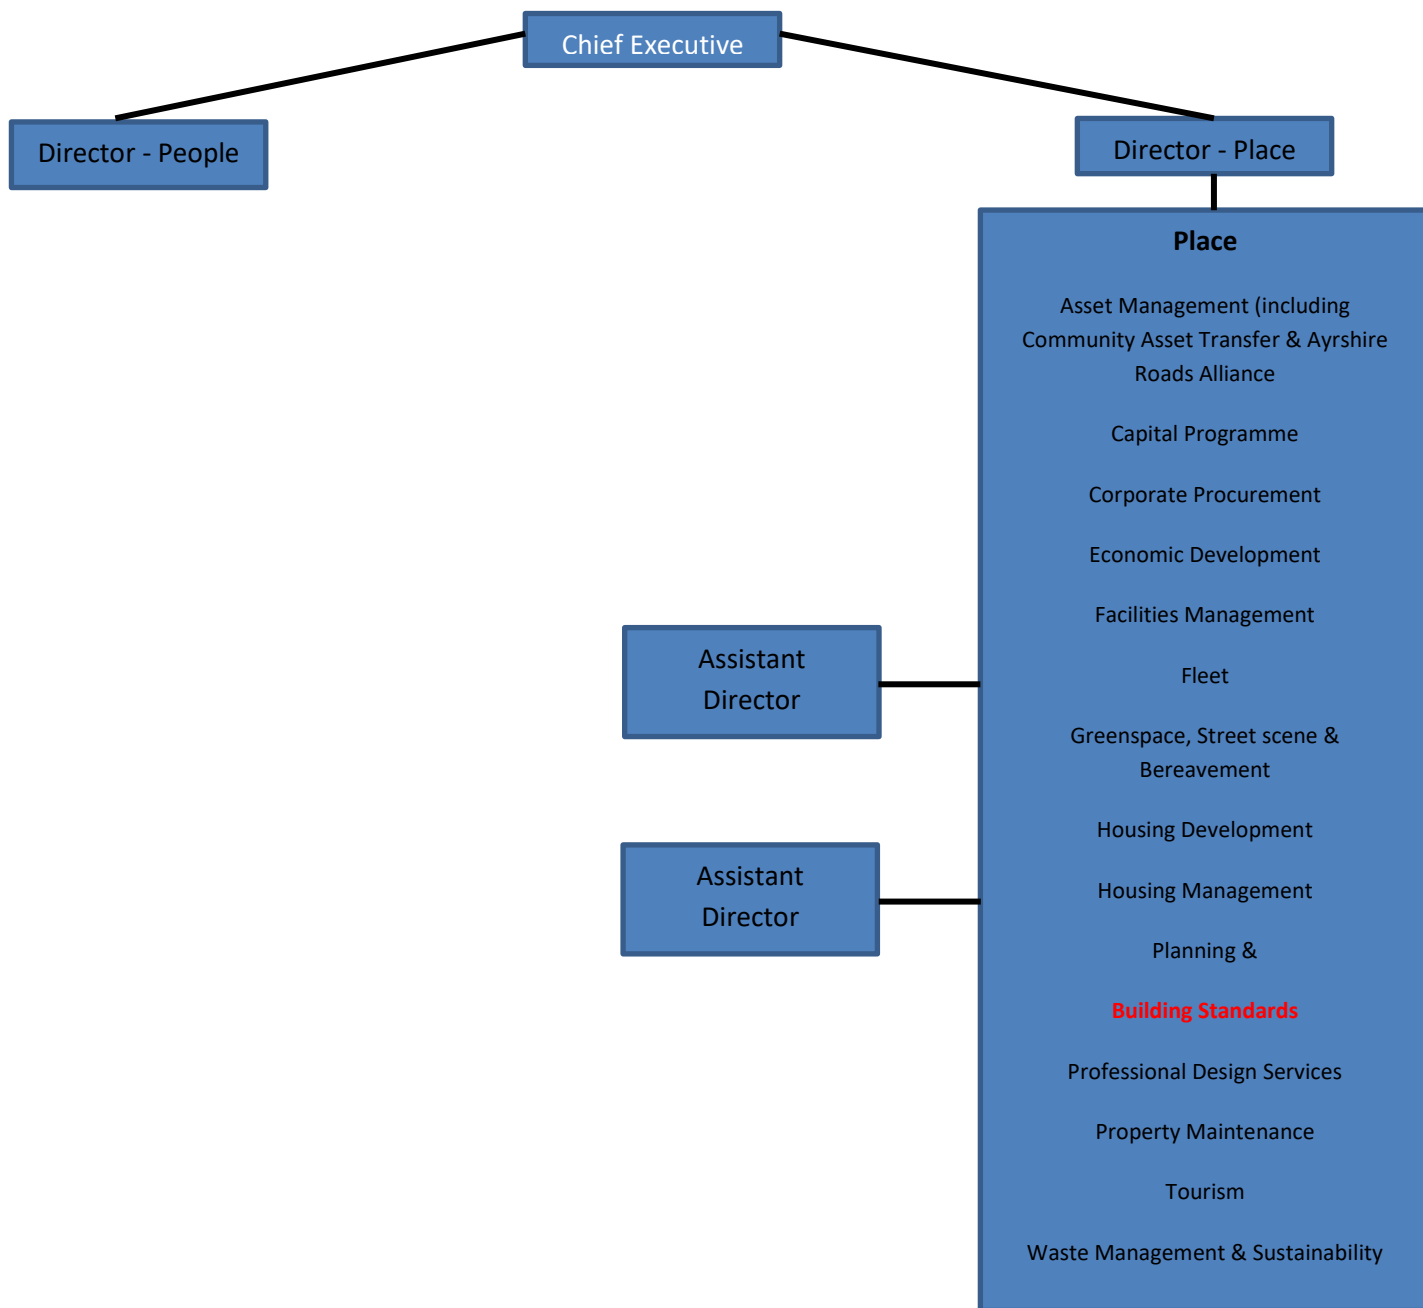 Chief Executive
Director - People
Director - Place
Place
Asset Management (including
Community Asset Transfer & Ayrshire
Roads Alliance
Capital Programme
Corporate Procurement
Economic Development
Facilities Management
Fleet
Greenspace, Street scene &
Bereavement
Housing Development
Housing Management
Planning &
Building Standards
Professional Design Services
Property Maintenance
Tourism
Waste Management & Sustainability
Assistant
Director
Assistant
Director